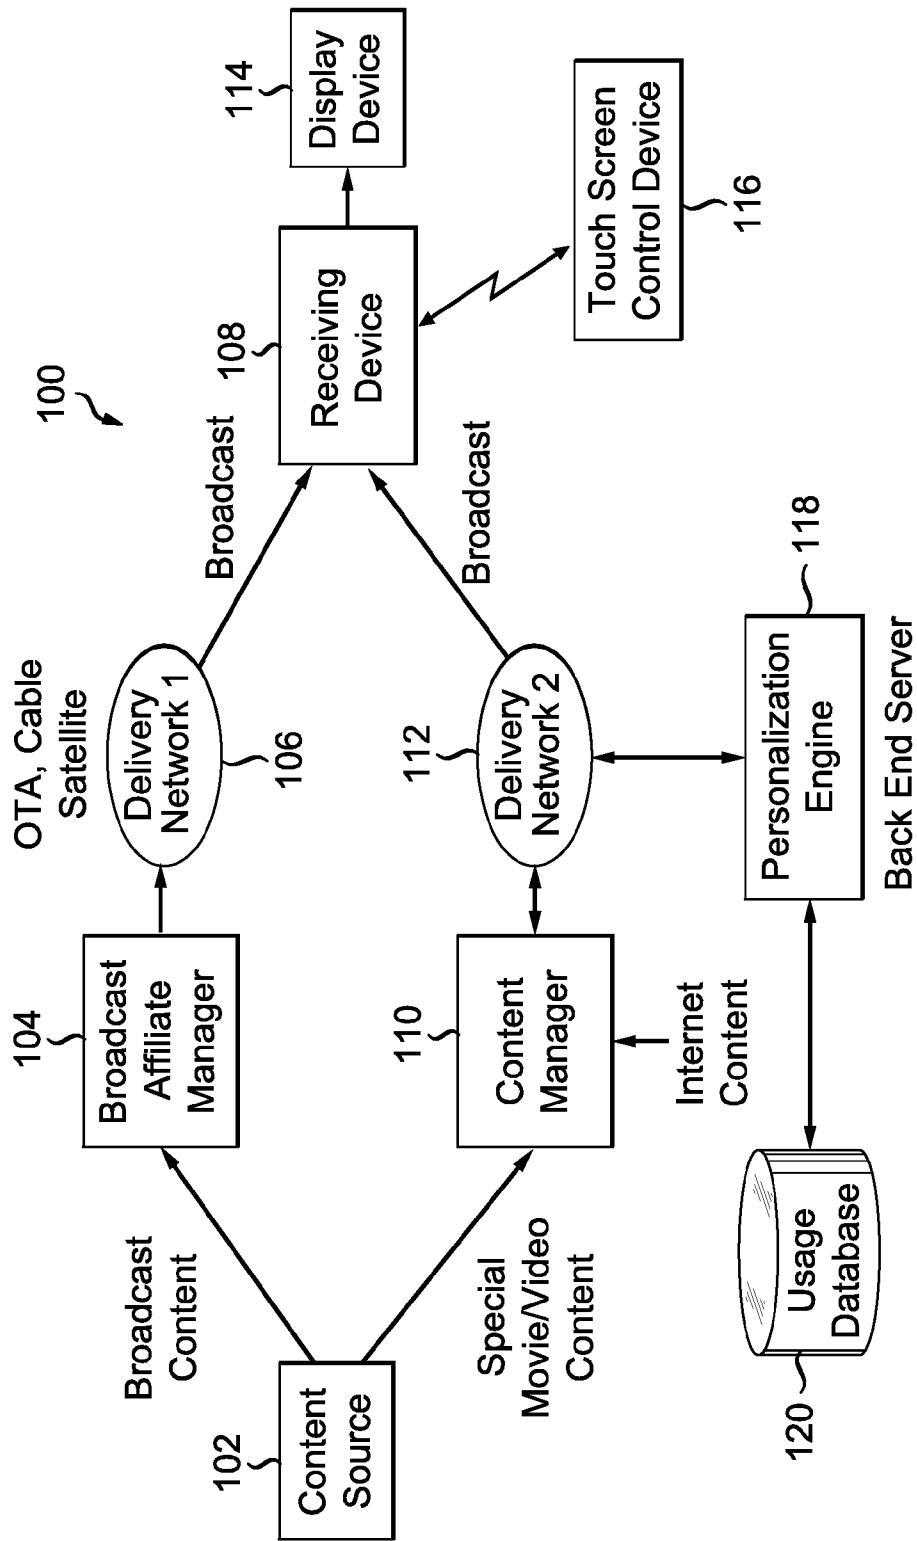 100
OTA, Cable
Satellite
104
Broadcast
Affiliate
Manager
Delivery
Network 1
106
Broadcast
Broadcast
Content
102
Content
Source
108
Receiving
Device
114
Display
Device
Special
Movie/Video
Content
110
Content
Manager
112
Delivery
Network 2
Broadcast
Touch Screen
Control Device
116
Internet
Content
Usage
Database
120
Personalization
Engine
118
Back End Server